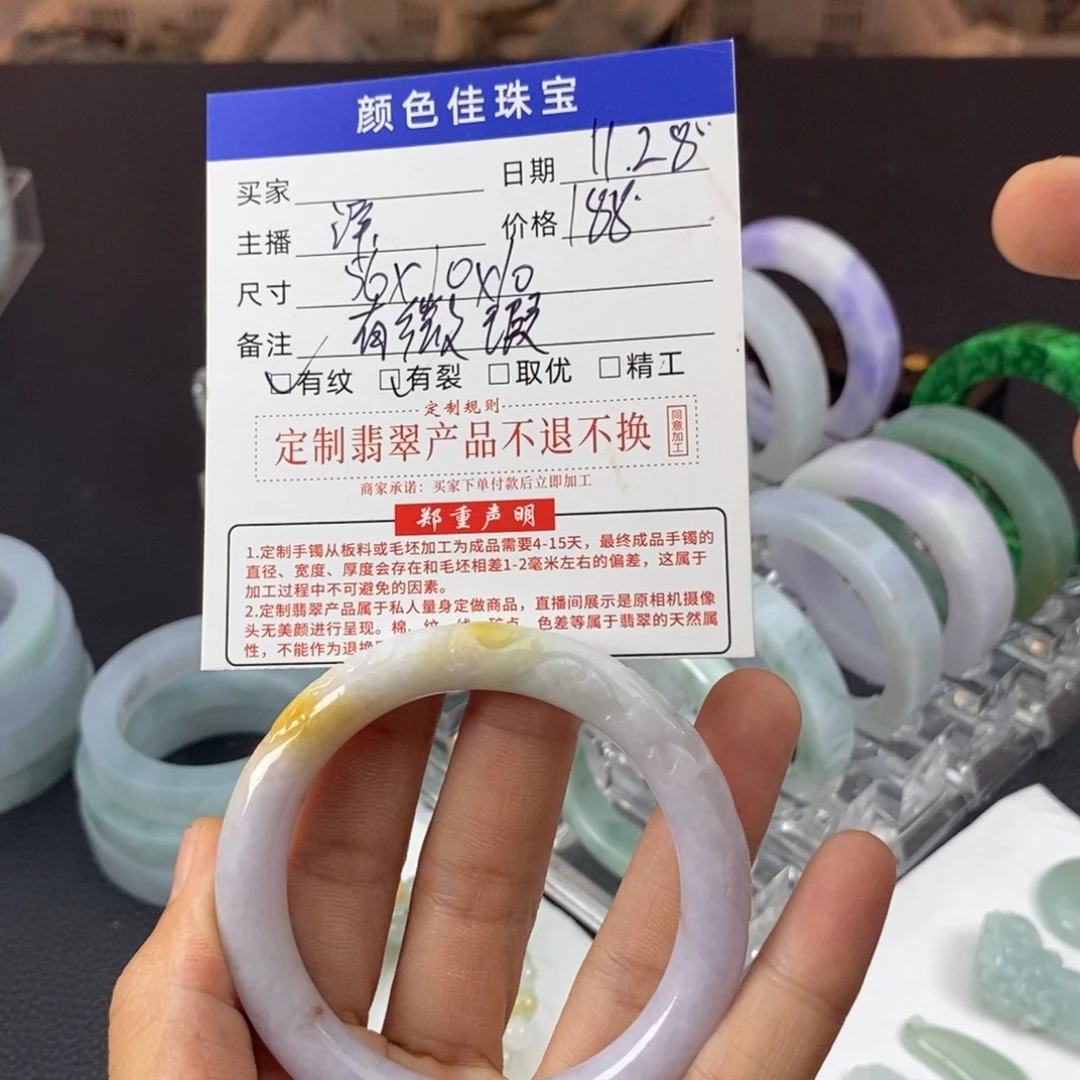 颜色佳珠宝
买家 日期 11.28
主播 价格 188
尺寸 56x10x10
备注 有微瑕
有纹 有裂 取优 精工
定制规则
定制翡翠产品不退不换 同意加工
商家承诺：买家下单付款后立即加工
郑重声明
1.定制手镯从板料或毛坯加工为成品需要4-15天，最终成品手镯的
直径、宽度、厚度会存在和毛坯相差1-2毫米左右的偏差，这属于
加工过程中不可避免的因素。
2.定制翡翠产品属于私人量身定做商品，直播间展示是原相机摄像
头无美颜进行呈现。棉、纹、线、矿点、色差等属于翡翠的天然属
性，不能作为退换